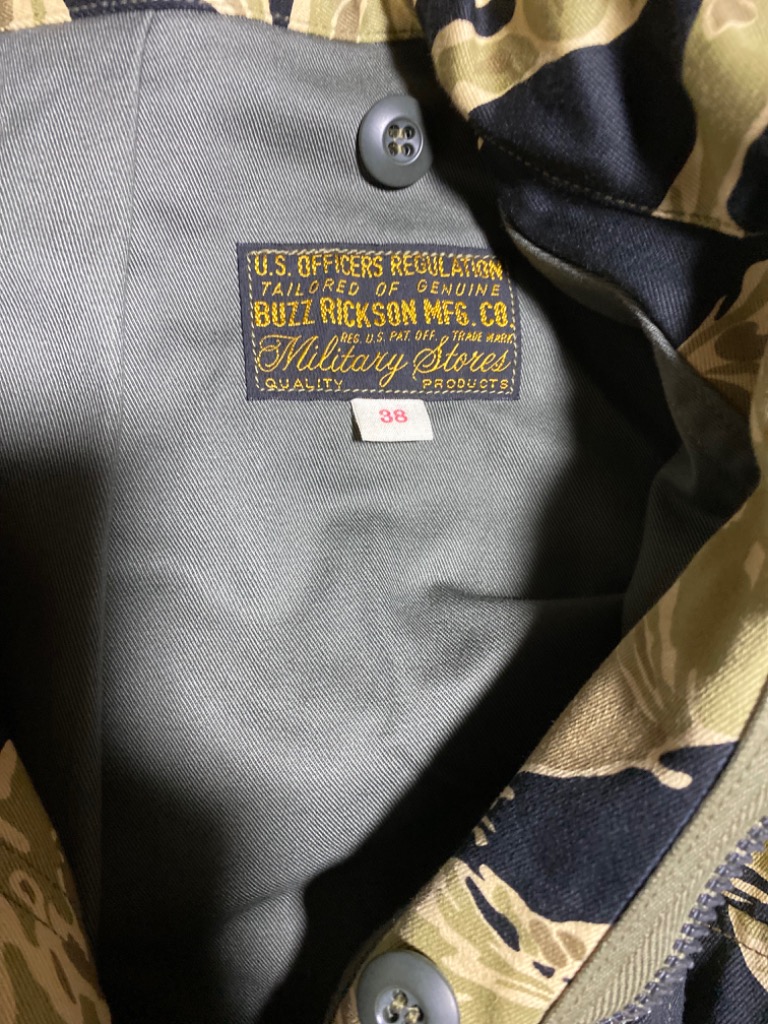 U.S. OFFICERS REGULATION
TAILORED OF GENUINE
BUZZ RICKSON MFG. CO
REG. U.S. PAT. OFF. TRADE MARK
Military Stores
QUALITY PRODUCTS
38